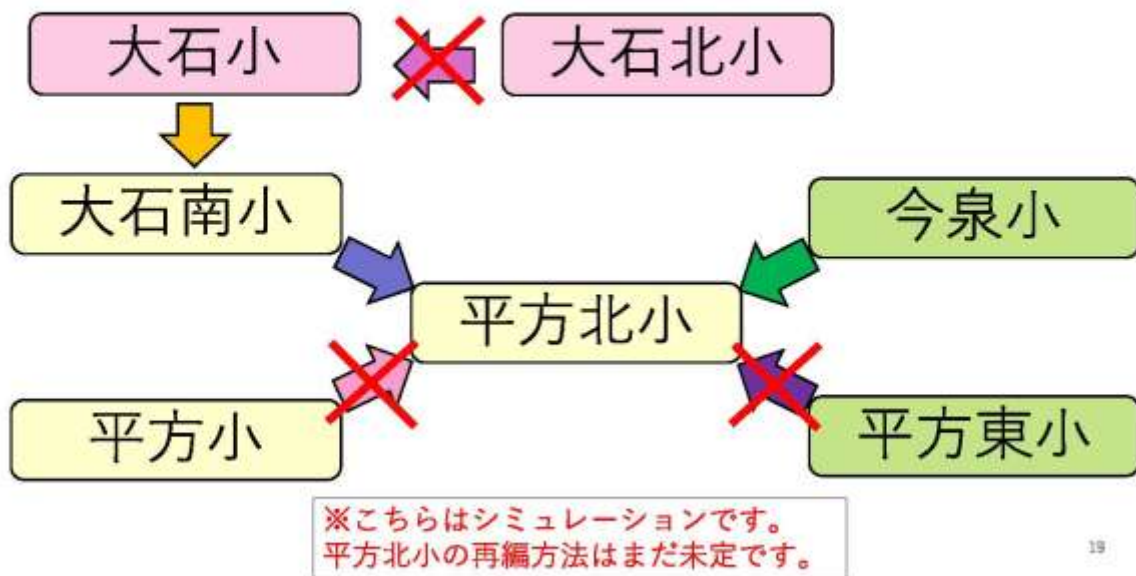 大石小
大石北小
大石南小
今泉小
平方北小
平方小
平方東小
※こちらはシミュレーションです。
平方北小の再編方法はまだ未定です。
19